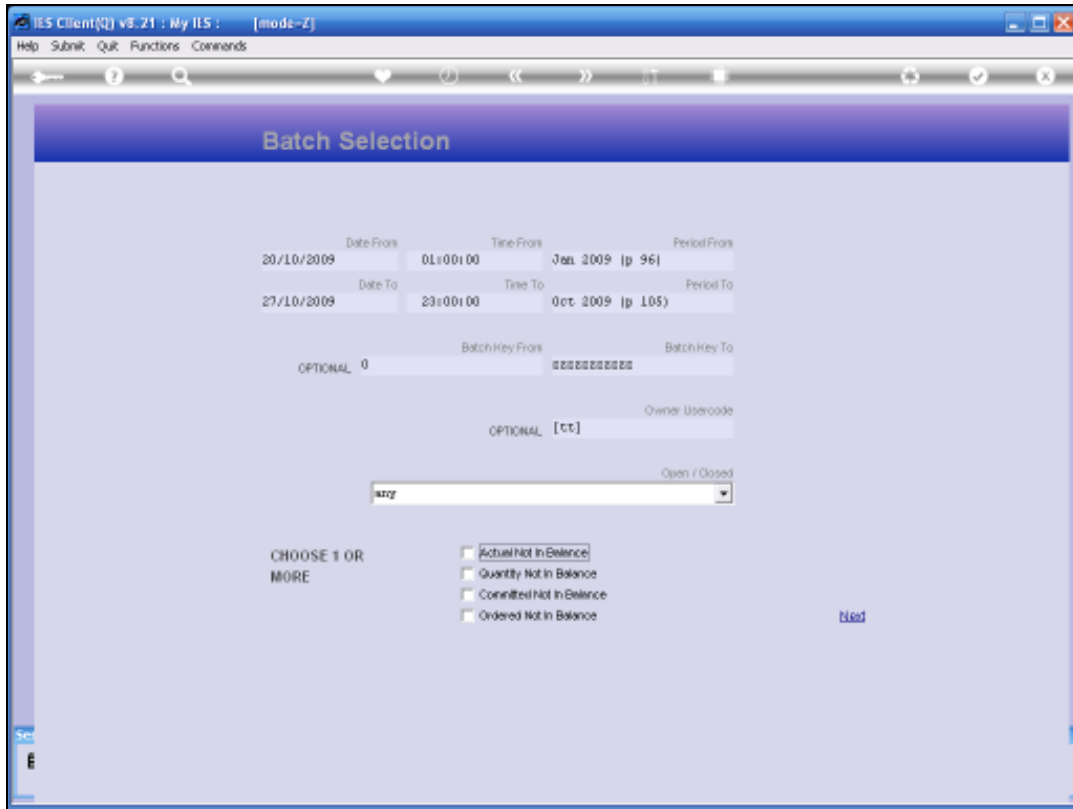 IES Client(Q) v8.21 : My IES : [mode=Z]
Help Submit Quit Functions Commands
Batch Selection
Date From Time From Period From
20/10/2009 01:00:00 Jan 2009 (p 96)
Date To Time To Period To
27/10/2009 23:00:00 Oct 2009 (p 105)
Batch Key From Batch Key To
OPTIONAL 0 zzzzzzzzzzz
Owner Usercode
OPTIONAL [tt]
Open / Closed
any
CHOOSE 1 OR
MORE
Actual Not In Balance
Quantity Not in Balance
Committed Not in Balance
Ordered Not In Balance
Next